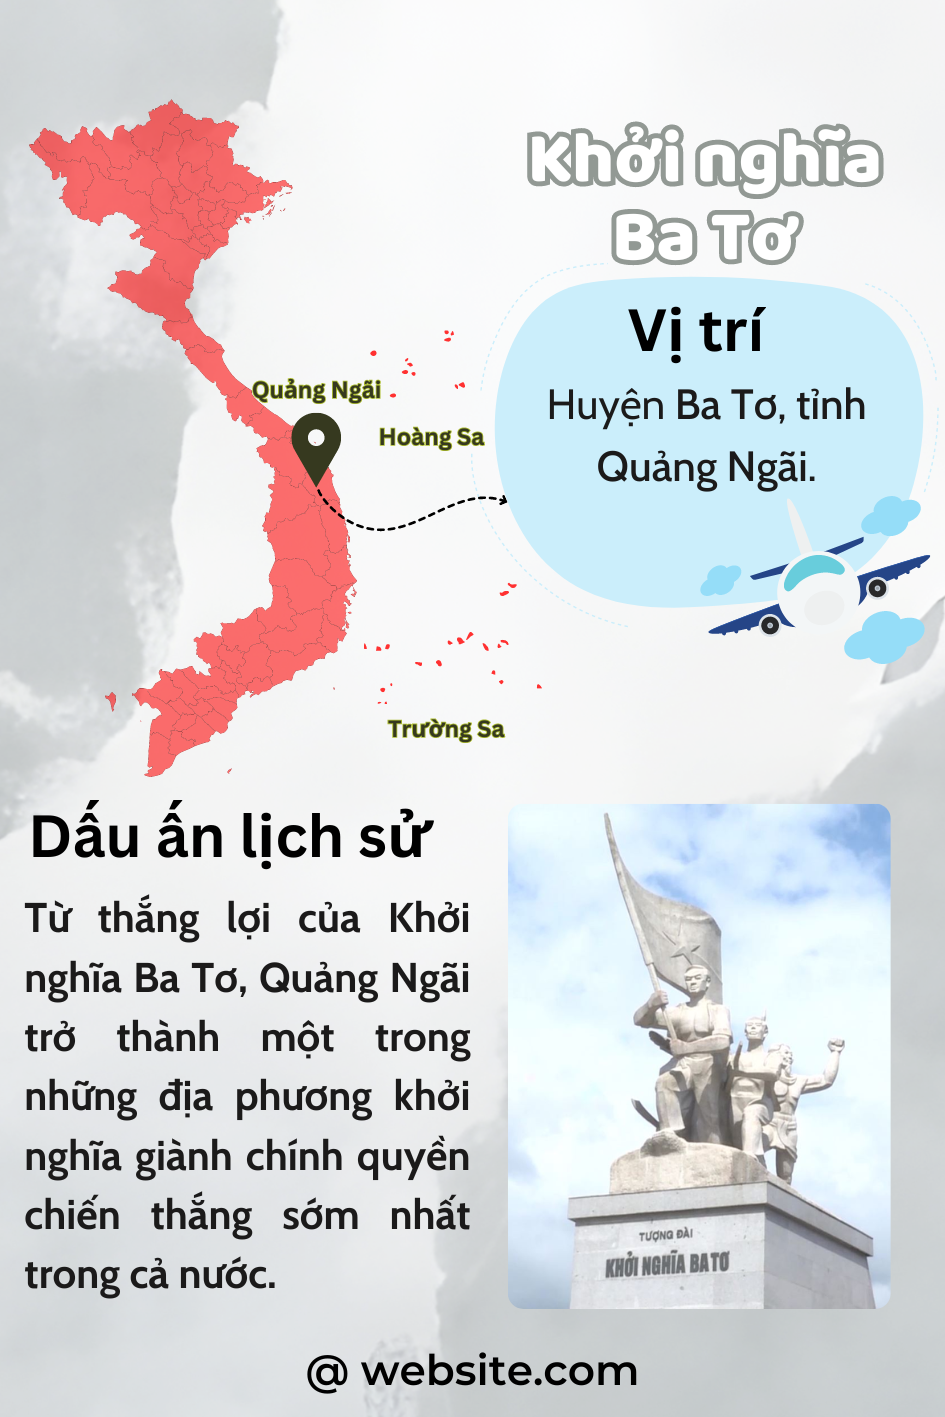 Khởi nghĩa
Ba Tơ
Vị trí
Huyện Ba Tơ, tỉnh
Quảng Ngãi.
Quảng Ngãi
Hoàng Sa
Trường Sa
Dấu ấn lịch sử
Từ thắng lợi của Khởi
nghĩa Ba Tơ, Quảng Ngãi
trở thành một trong
những địa phương khởi
nghĩa giành chính quyền
chiến thắng sớm nhất
trong cả nước.
TƯỢNG ĐÀI
KHỞI NGHĨA BA TƠ
@ website.com